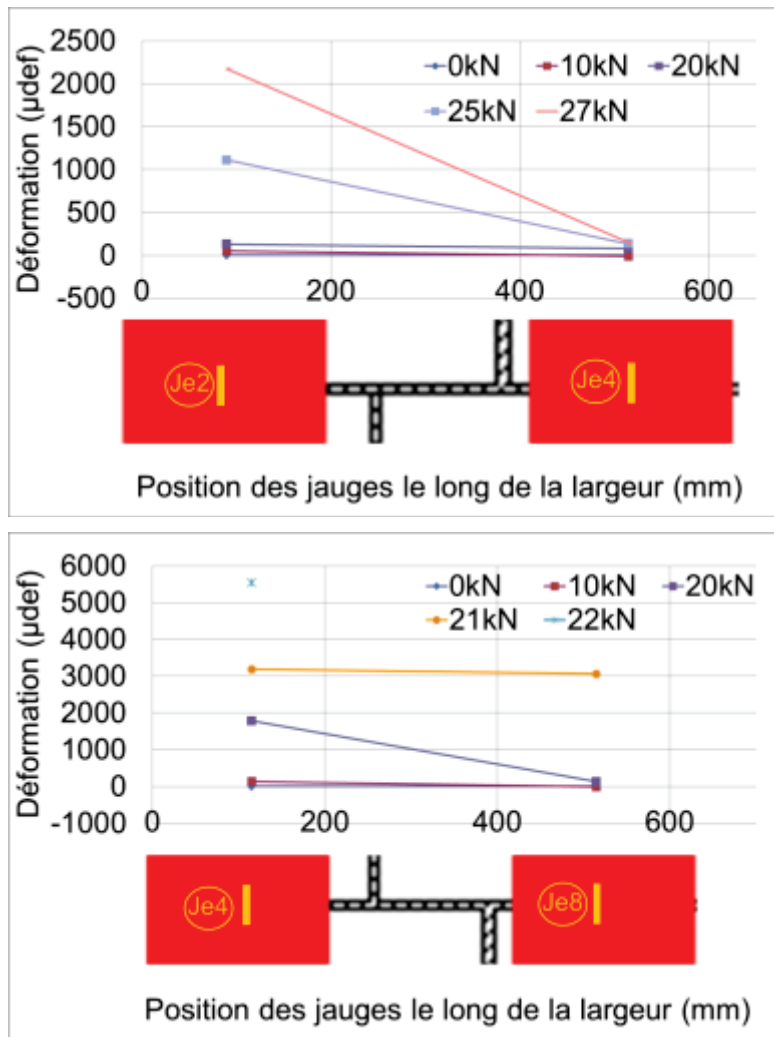 2500
2000
1500
1000
500
0
-500
Déformation (µdef)
0kN 10kN 20kN
25kN 27kN
0 200 400 600
Je2 Je4
Position des jauges le long de la largeur (mm)
6000
5000
4000
3000
2000
1000
0
-1000
Déformation (µdef)
0kN 10kN 20kN
21kN 22kN
0 200 400 600
Je4 Je8
Position des jauges le long de la largeur (mm)